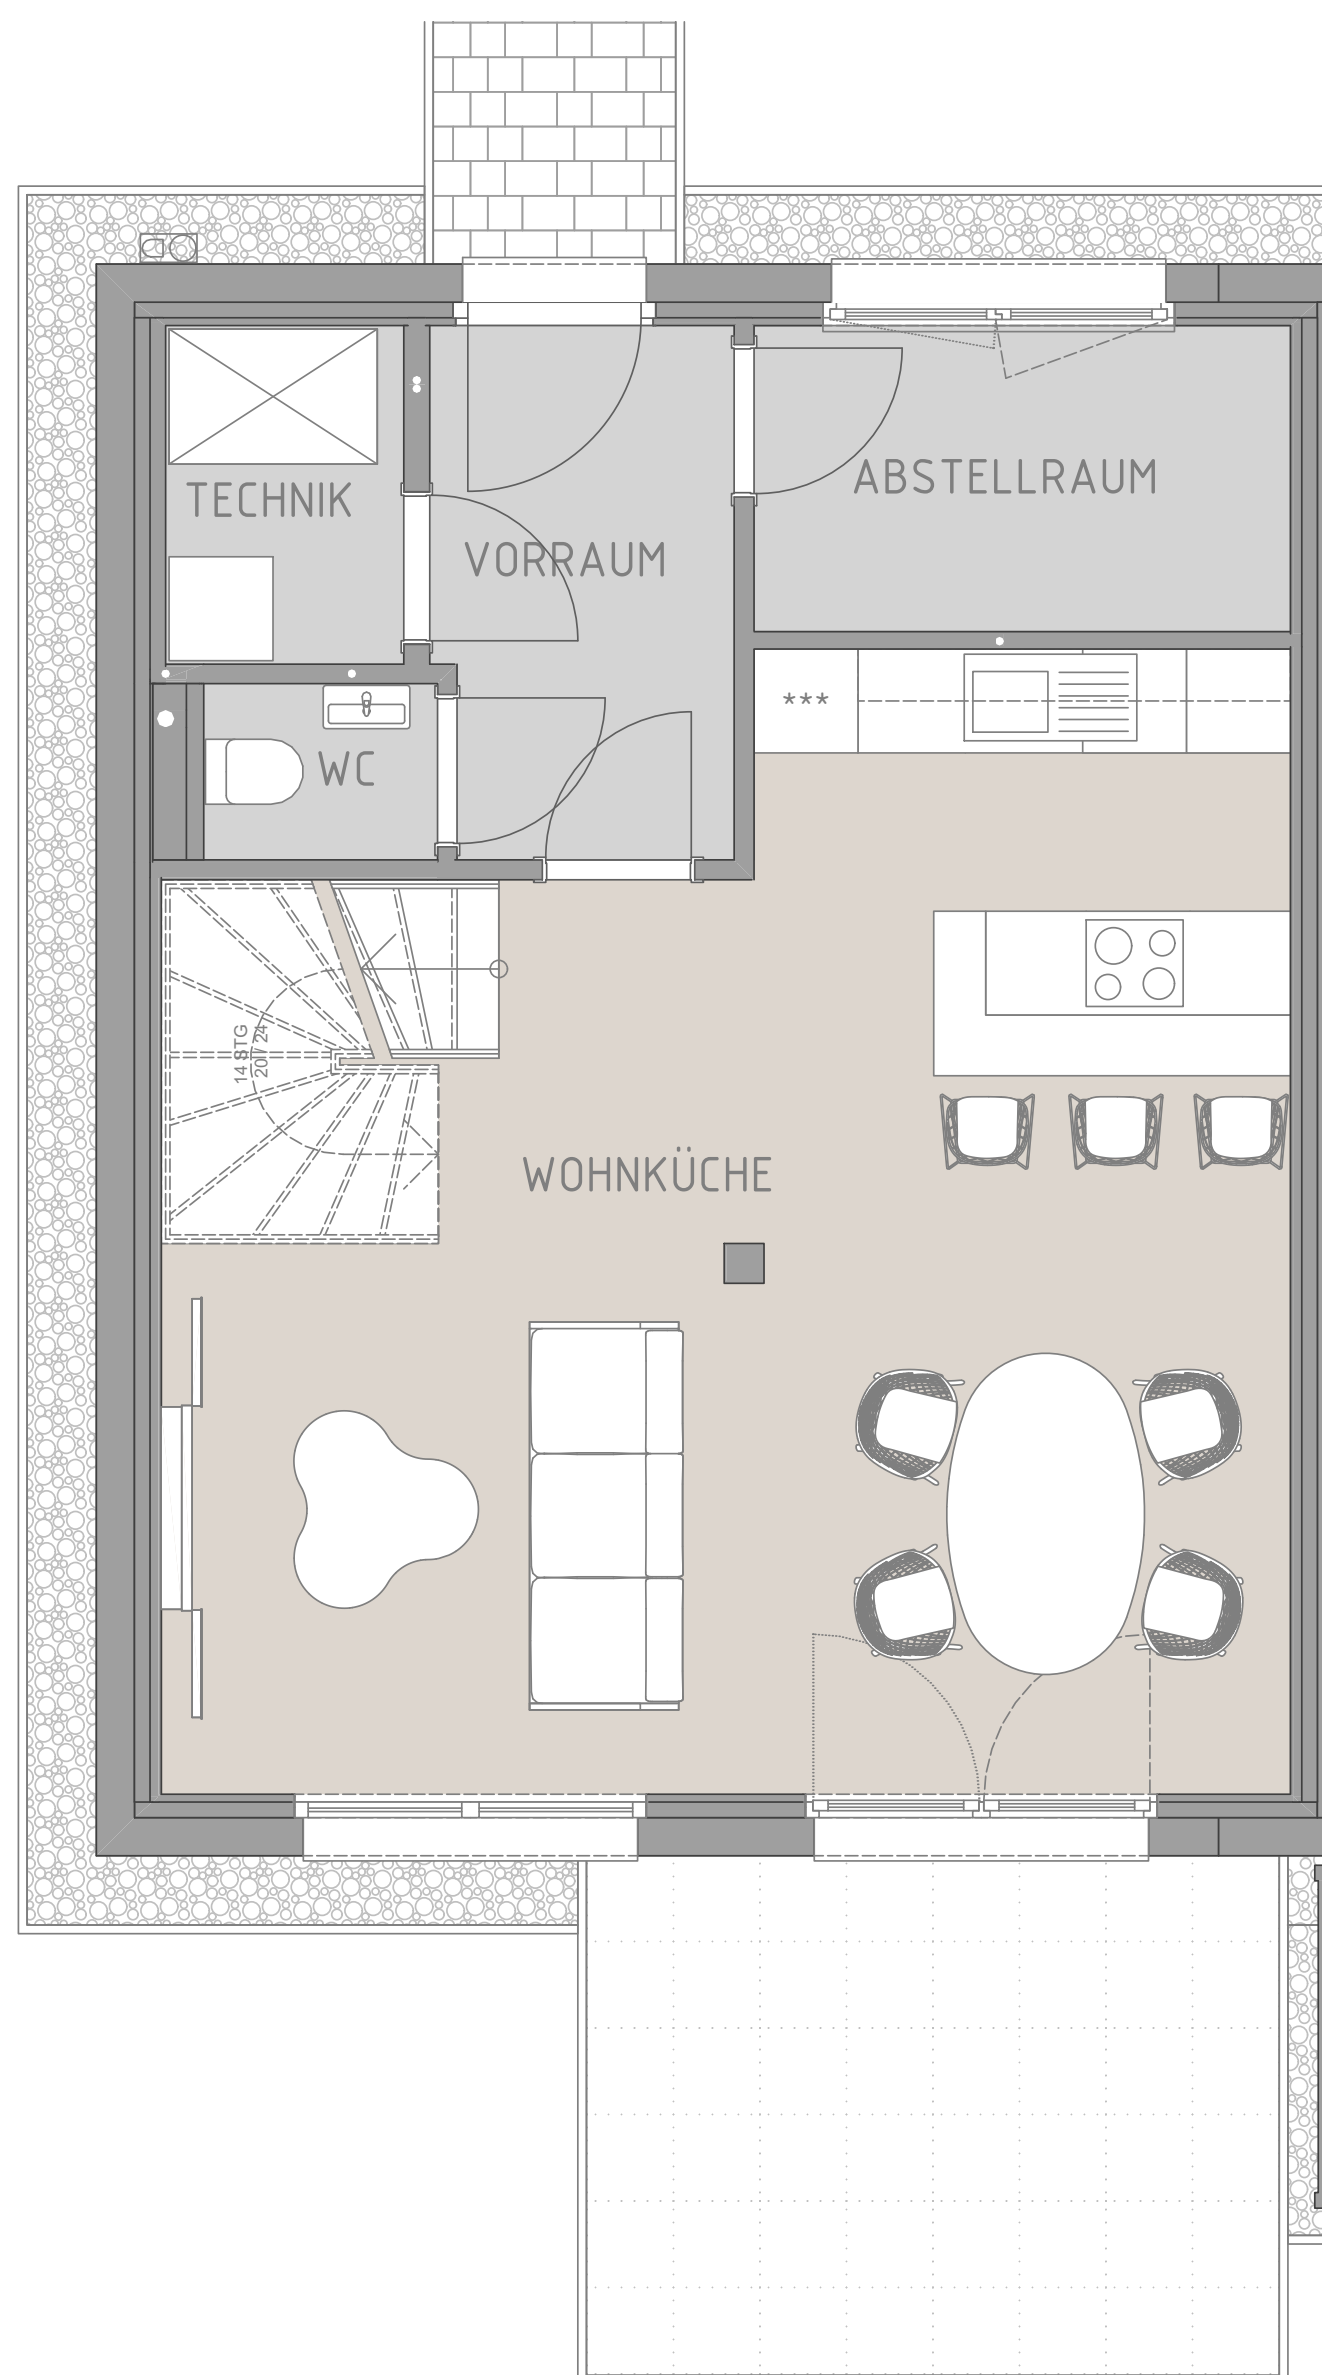 TECHNIK
VORRAUM
ABSTELLRAUM
***
WC
14 STG
20 / 24
WOHNKÜCHE